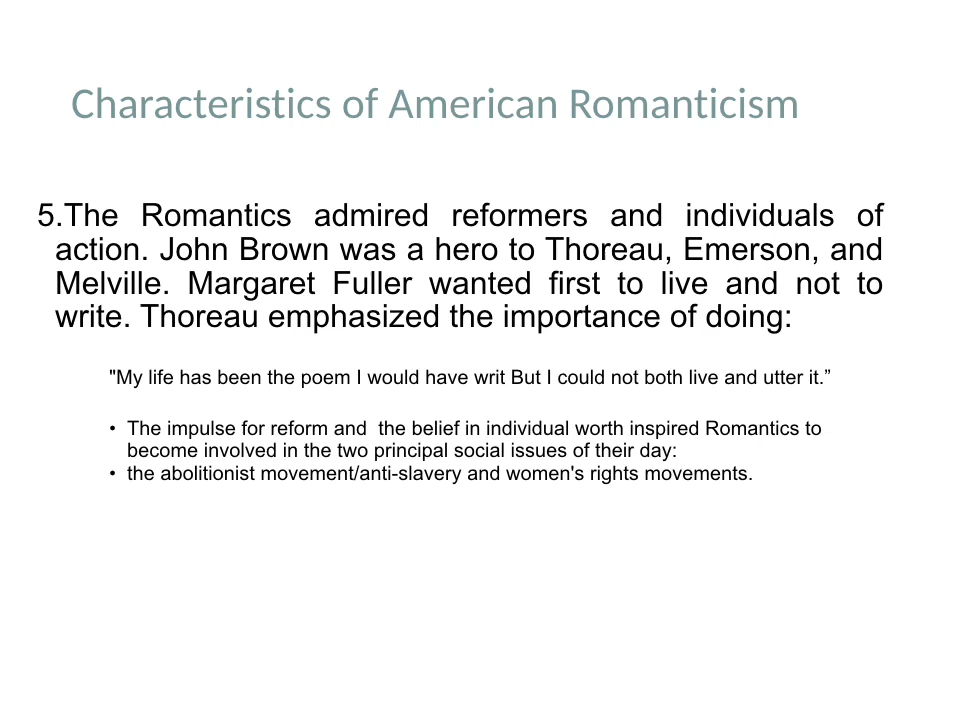 Characteristics of American Romanticism
5.The Romantics admired reformers and individuals of
action. John Brown was a hero to Thoreau, Emerson, and
Melville. Margaret Fuller wanted first to live and not to
write. Thoreau emphasized the importance of doing:
"My life has been the poem I would have writ But I could not both live and utter it.”
• The impulse for reform and  the belief in individual worth inspired Romantics to
become involved in the two principal social issues of their day:
• the abolitionist movement/anti-slavery and women's rights movements.